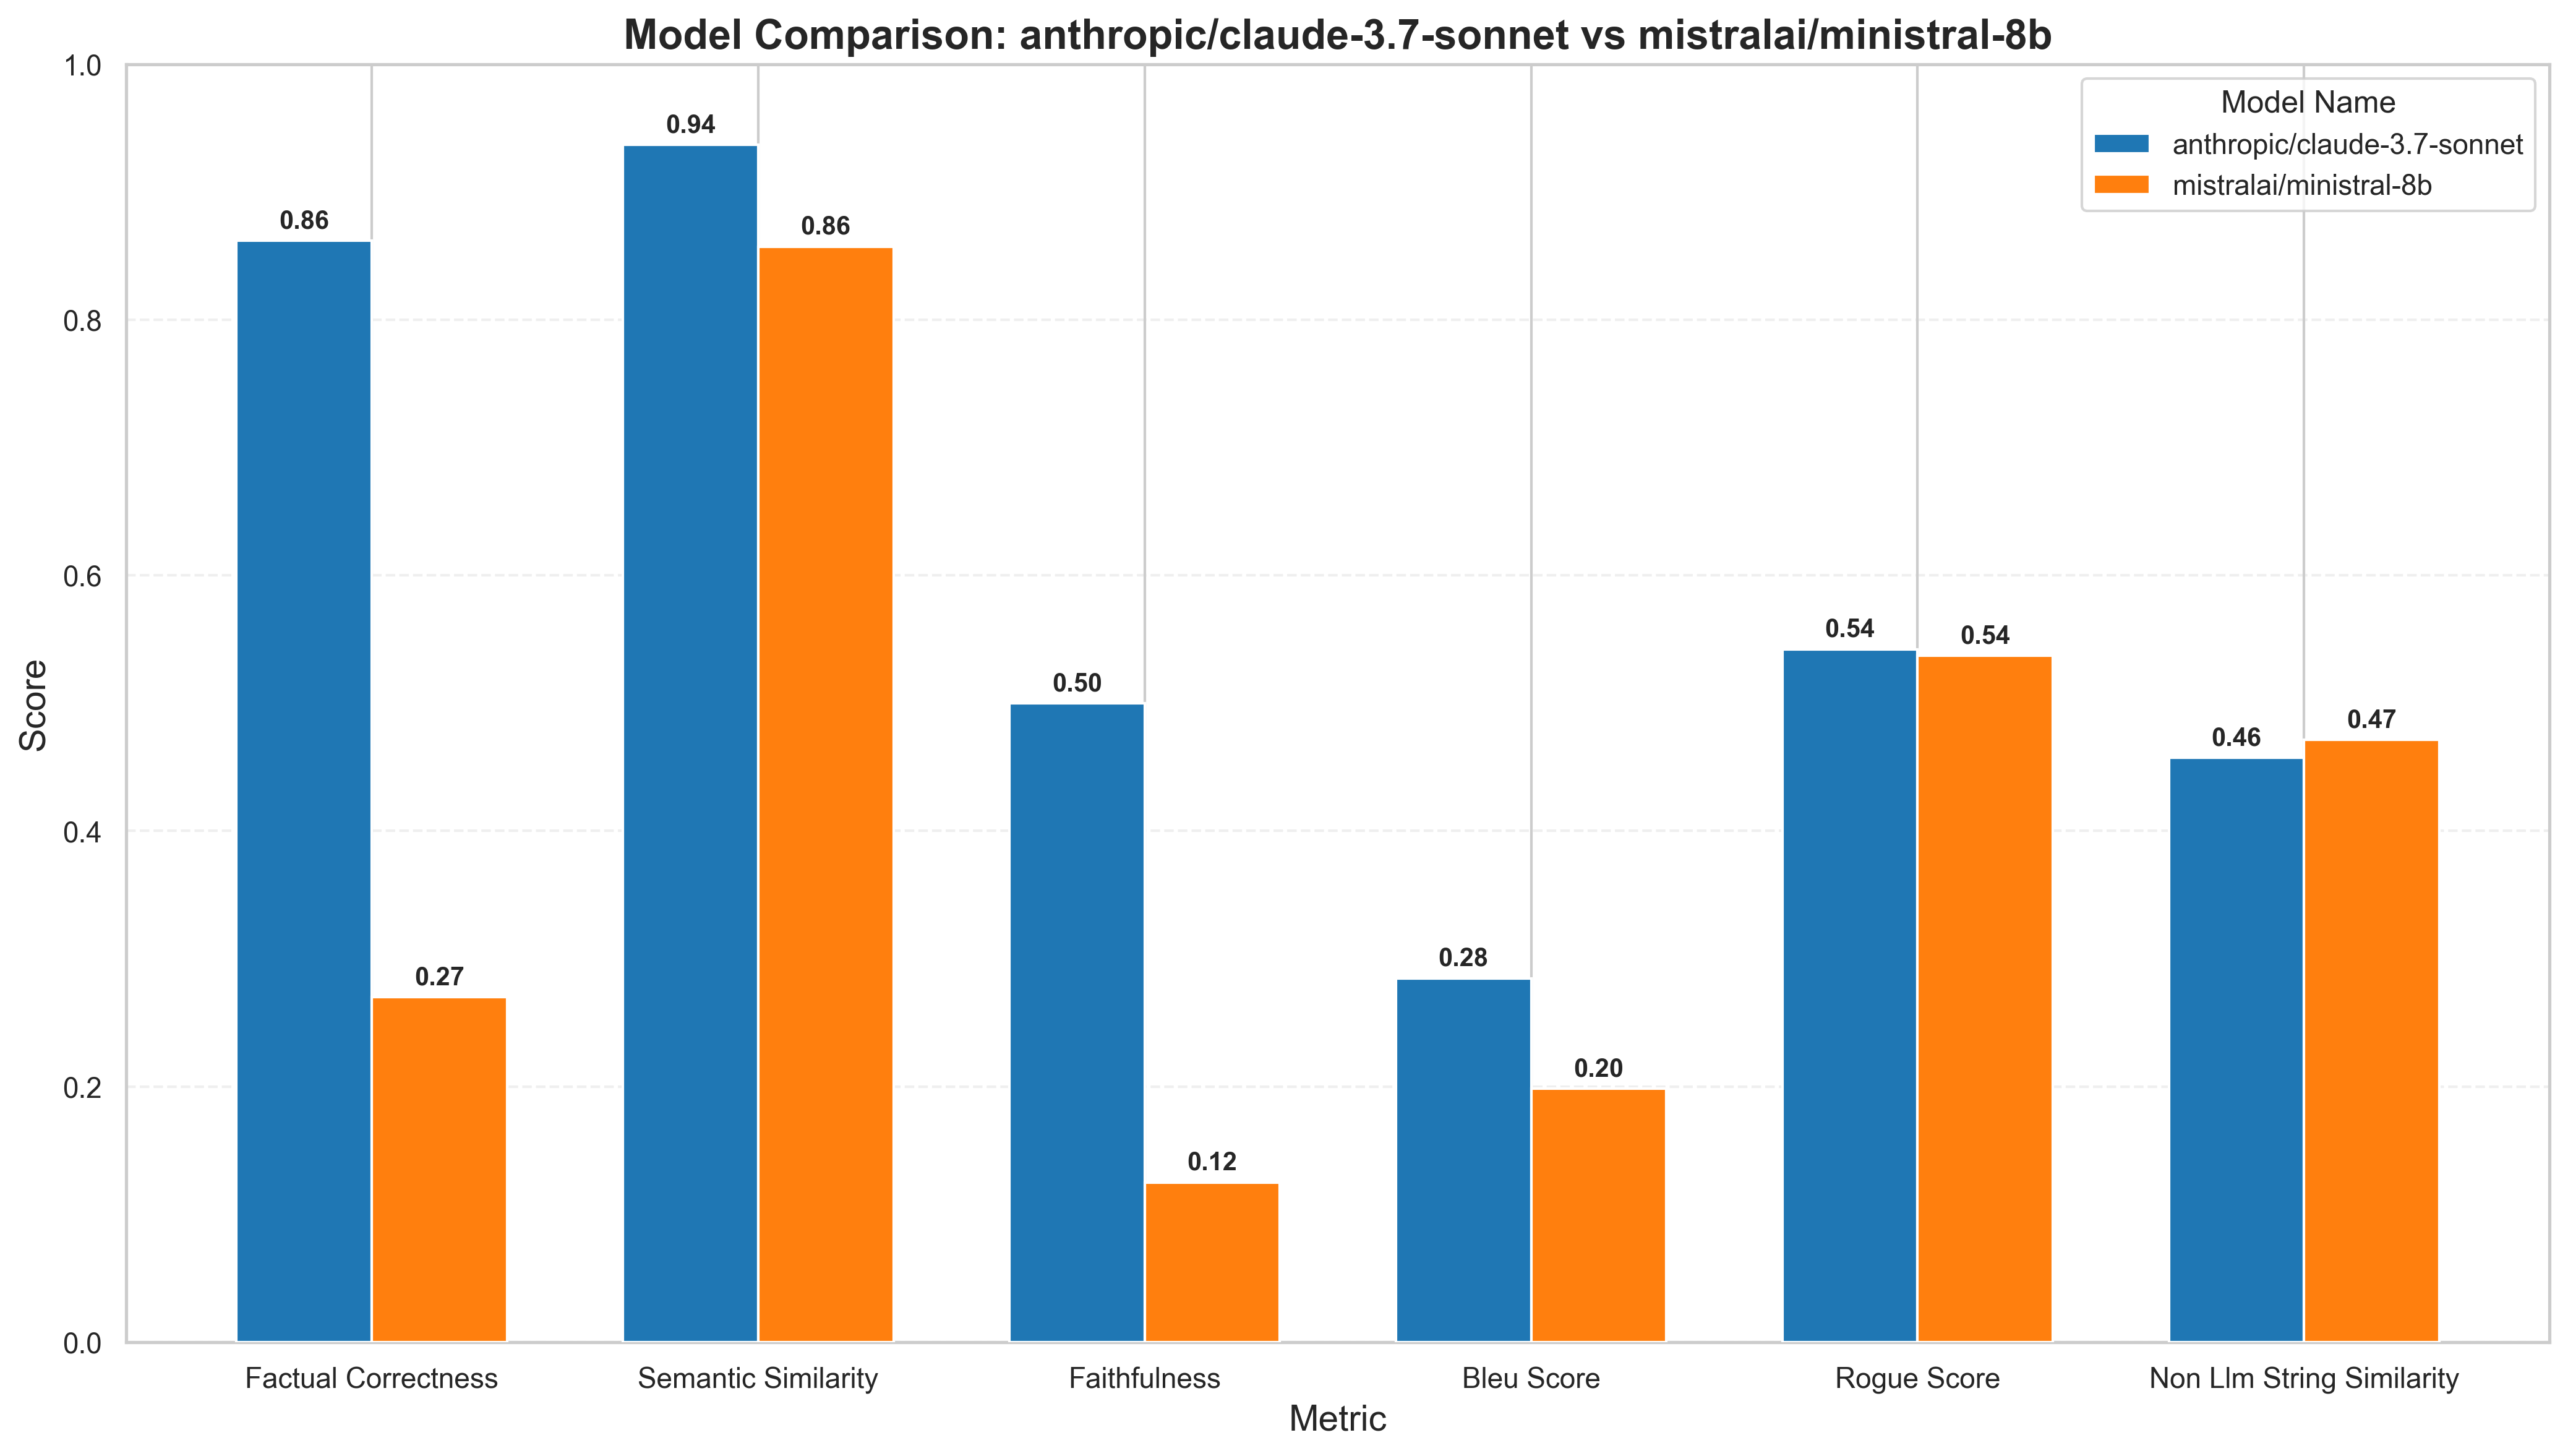 Model Comparison: anthropic/claude-3.7-sonnet vs mistralai/ministral-8b
Model Name
anthropic/claude-3.7-sonnet
mistralai/ministral-8b
Score
1.0
0.8
0.6
0.4
0.2
0.0
0.86
0.27
0.94
0.86
0.50
0.12
0.28
0.20
0.54
0.54
0.46
0.47
Factual Correctness
Semantic Similarity
Faithfulness
Bleu Score
Rogue Score
Non Llm String Similarity
Metric